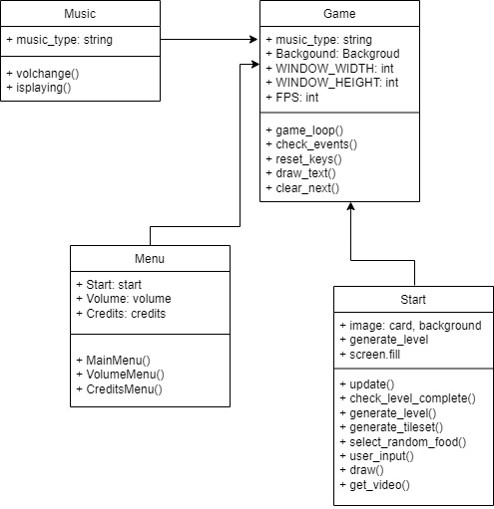 Music
+ music_type: string
+ volchange()
+ isplaying()
Game
+ music_type: string
+ Backgound: Backgroud
+ WINDOW_WIDTH: int
+ WINDOW_HEIGHT: int
+ FPS: int
+ game_loop()
+ check_events()
+ reset_keys()
+ draw_text()
+ clear_next()
Menu
+ Start: start
+ Volume: volume
+ Credits: credits
+ MainMenu()
+ VolumeMenu()
+ CreditsMenu()
Start
+ image: card, background
+ generate_level
+ screen.fill
+ update()
+ check_level_complete()
+ generate_level()
+ generate_tileset()
+ select_random_food()
+ user_input()
+ draw()
+ get_video()